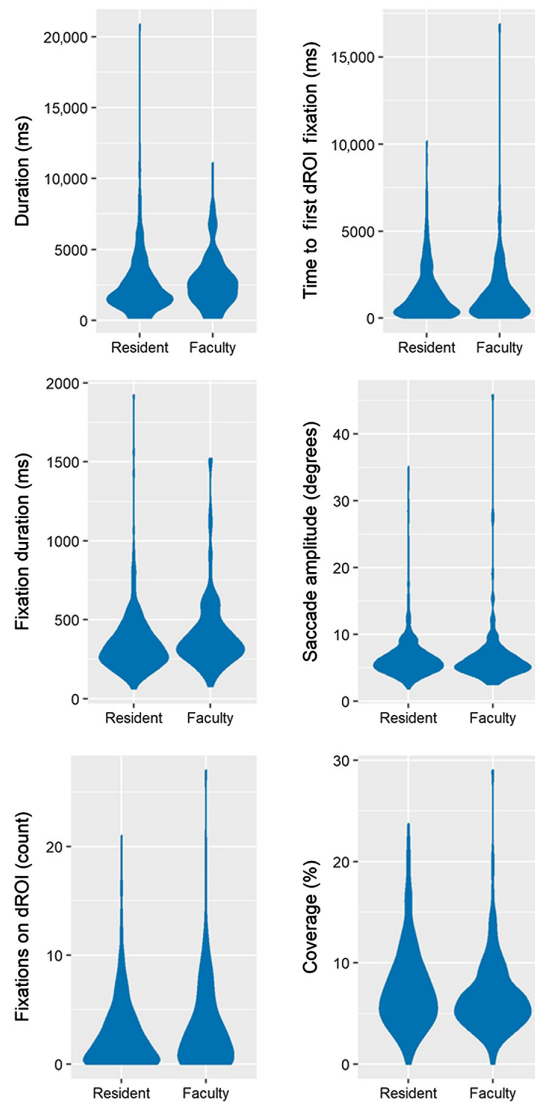 Duration (ms)
20,000
15,000
10,000
5000
0
Resident Faculty
Time to first dROI fixation (ms)
15,000
10,000
5000
0
Resident Faculty
Fixation duration (ms)
2000
1500
1000
500
0
Resident Faculty
Saccade amplitude (degrees)
40
30
20
10
0
Resident Faculty
Fixations on dROI (count)
20
10
0
Resident Faculty
Coverage (%)
30
20
10
0
Resident Faculty